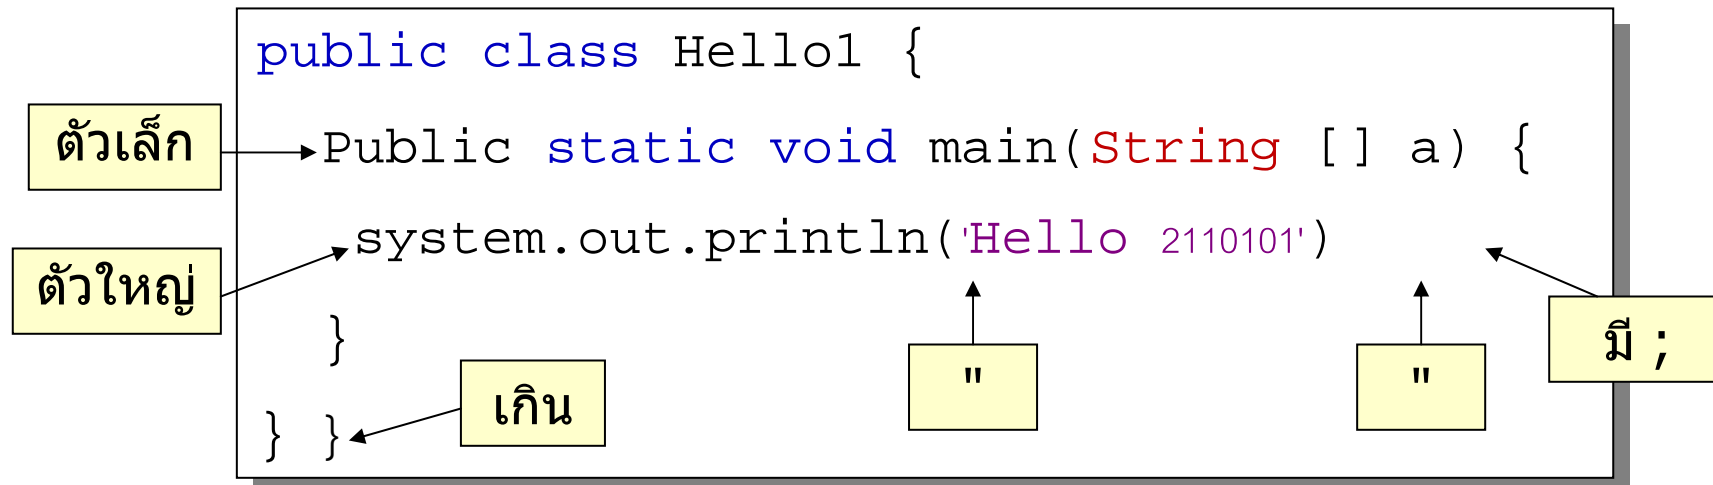 public class Hello1 {
ตัวเล็ก
Public static void main(String [] a) {
system.out.println('Hello 2110101')
ตัวใหญ่
}
"
"
มี ;
เกิน
} }